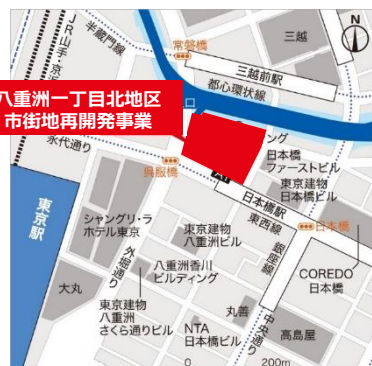 N
JR山手・京
半蔵門線
常盤橋
三越
三越前駅
都心環状線
八重洲一丁目北地区
市街地再開発事業
口
ング
日本橋
ファーストビル
永代通り
呉服橋
A1
日本橋駅
東西線
東京建物
日本橋ビル
東京駅
シャングリ・ラ
ホテル東京
外堀通り
東京建物
八重洲ビル
銀座線
日本橋
COREDO
日本橋
八重洲香川
ビルディング
大丸
東京建物
八重洲
さくら通りビル
丸善
NTA
日本橋ビル
中央通り
高島屋
0
200m